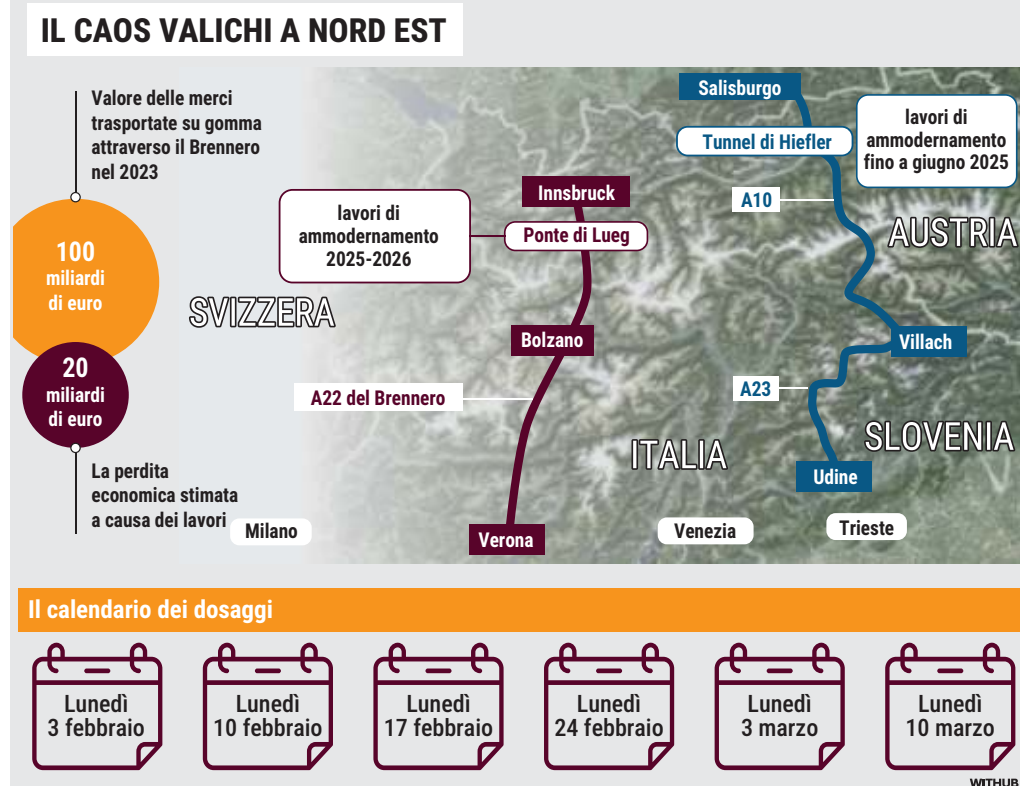 IL CAOS VALICHI A NORD EST
Valore delle merci
trasportate su gomma
attraverso il Brennero
nel 2023
100
miliardi
di euro
20
miliardi
di euro
La perdita
economica stimata
a causa dei lavori
lavori di
ammodernamento
2025-2026
Innsbruck
Ponte di Lueg
Bolzano
A22 del Brennero
Verona
Salisburgo
Tunnel di Hiefler
lavori di
ammodernamento
fino a giugno 2025
A10
AUSTRIA
SVIZZERA
Villach
A23
SLOVENIA
ITALIA
Udine
Milano
Venezia
Trieste
Il calendario dei dosaggi
Lunedì
3 febbraio
Lunedì
10 febbraio
Lunedì
17 febbraio
Lunedì
24 febbraio
Lunedì
3 marzo
Lunedì
10 marzo
WITHUB